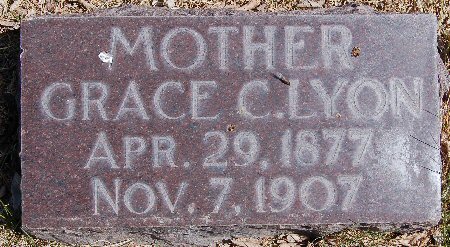 MOTHER
GRACE C. LYON
APR. 29, 1877
NOV. 7, 1907